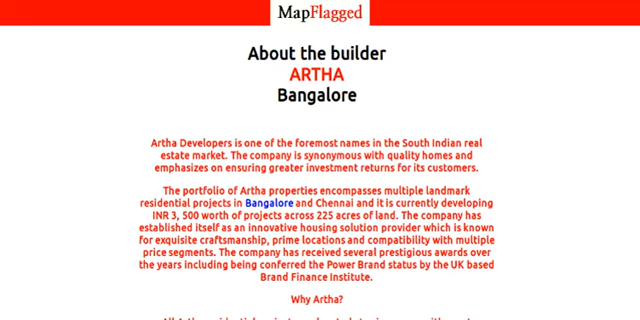 MapFlagged
About the builder
ARTHA
Bangalore
Artha Developers is one of the foremost names in the South Indian real
estate market. The company is synonymous with quality homes and
emphasizes on ensuring greater investment returns for its customers.
The portfolio of Artha properties encompasses multiple landmark
residential projects in Bangalore and Chennai and it is currently developing
INR 3, 500 worth of projects across 225 acres of land. The company has
established itself as an innovative housing solution provider which is known
for exquisite craftsmanship, prime locations and compatibility with multiple
price segments. The company has received several prestigious awards over
the years including being conferred the Power Brand status by the UK based
Brand Finance Institute.
Why Artha?